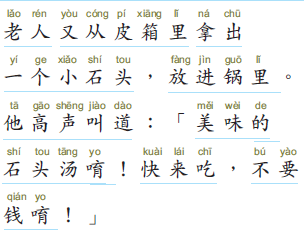 lǎo rén yòu cóng pí xiāng lǐ ná chū
老人又从皮箱里拿出
yí ge xiǎo shí tou fàng jìn guō lǐ
一个小石头，放进锅里。
tā gāo shēng jiào dào měi wèi de
他高声叫道：「美味的
shí tou tāng yo kuài lái chī bú yào
石头汤唷！快来吃，不要
qián yo
钱唷！」